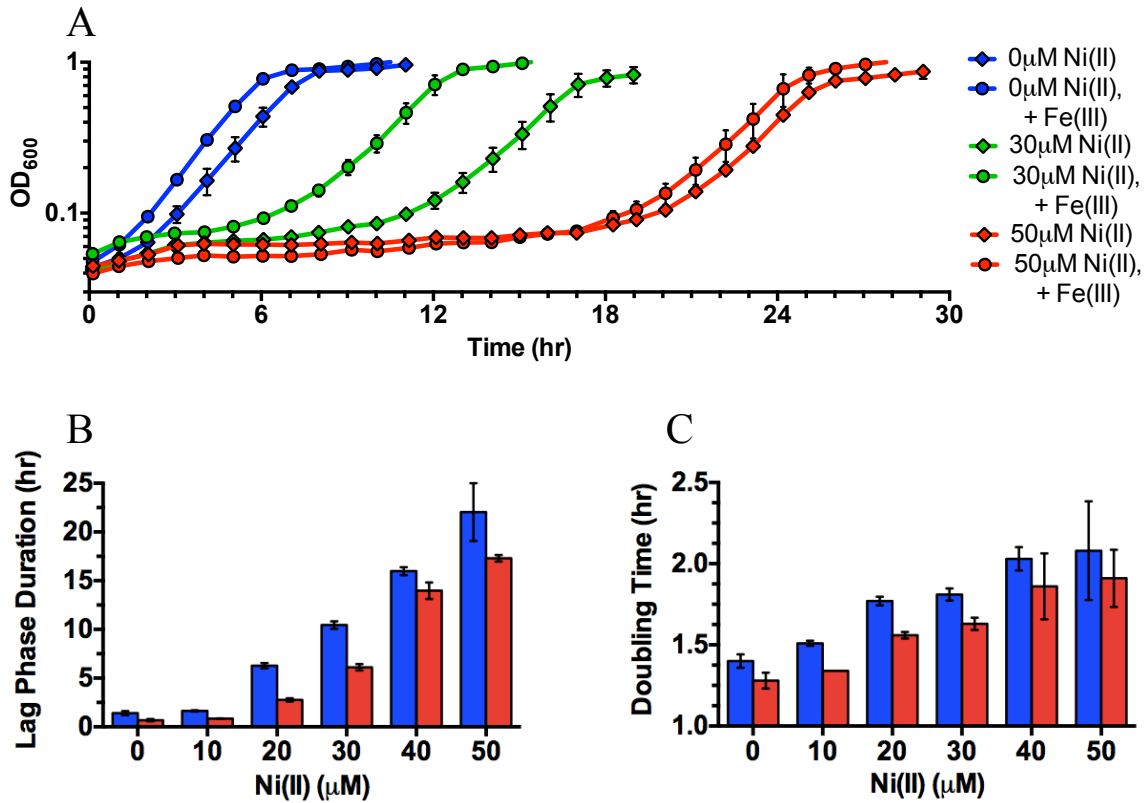 A
1
0.1
OD600
0 6 12 18 24 30
Time (hr)
0μM Ni(II)
0μM Ni(II),
+ Fe(III)
30μM Ni(II)
30μM Ni(II),
+ Fe(III)
50μM Ni(II)
50μM Ni(II),
+ Fe(III)
B
Lag Phase Duration (hr)
25
20
15
10
5
0
0 10 20 30 40 50
Ni(II) (μM)
C
Doubling Time (hr)
2.5
2.0
1.5
1.0
0 10 20 30 40 50
Ni(II) (μM)